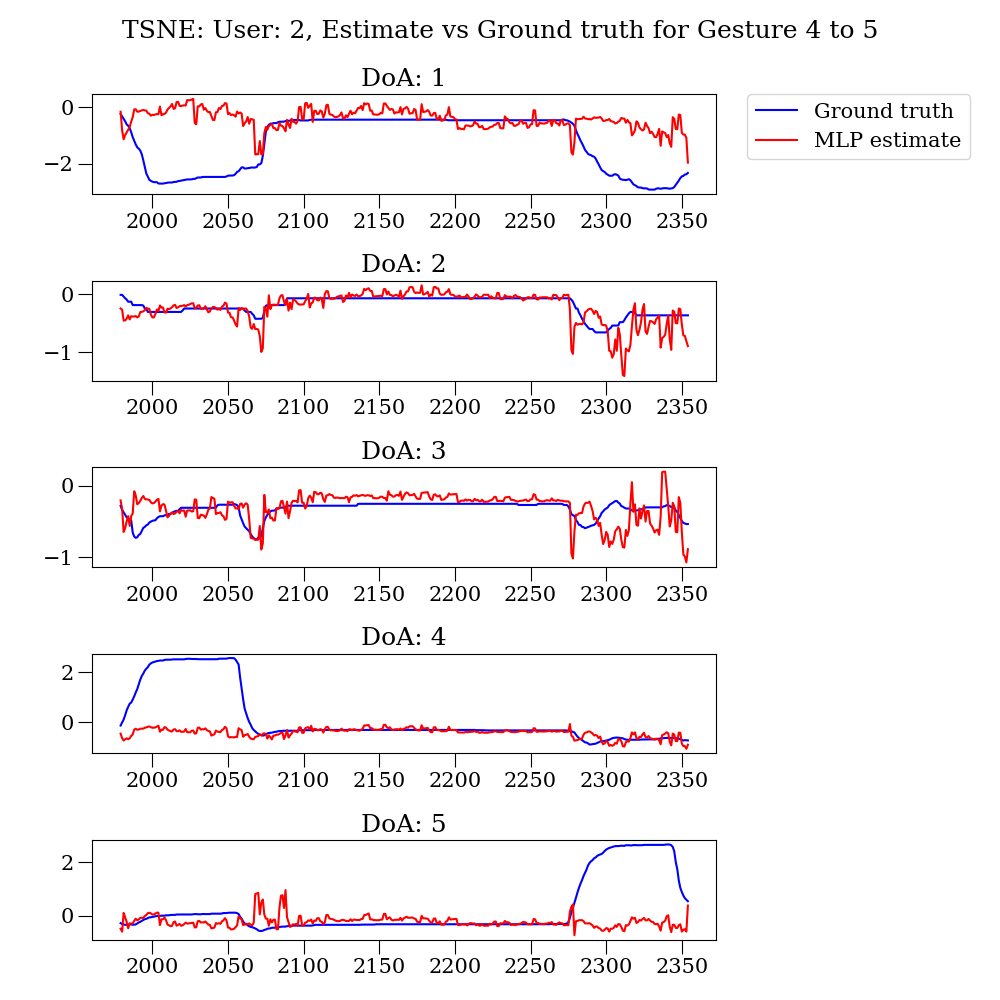 TSNE: User: 2, Estimate vs Ground truth for Gesture 4 to 5
DoA: 1
Ground truth
MLP estimate
0
−2
2000 2050 2100 2150 2200 2250 2300 2350
DoA: 2
0
−1
2000 2050 2100 2150 2200 2250 2300 2350
DoA: 3
0
−1
2000 2050 2100 2150 2200 2250 2300 2350
DoA: 4
2
0
2000 2050 2100 2150 2200 2250 2300 2350
DoA: 5
2
0
2000 2050 2100 2150 2200 2250 2300 2350